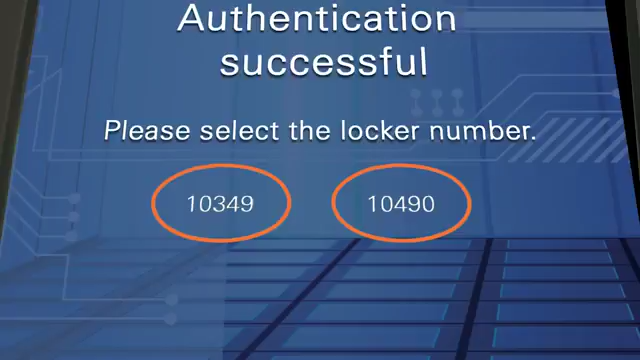 Authentication
successful
Please select the locker number.
10349 10490